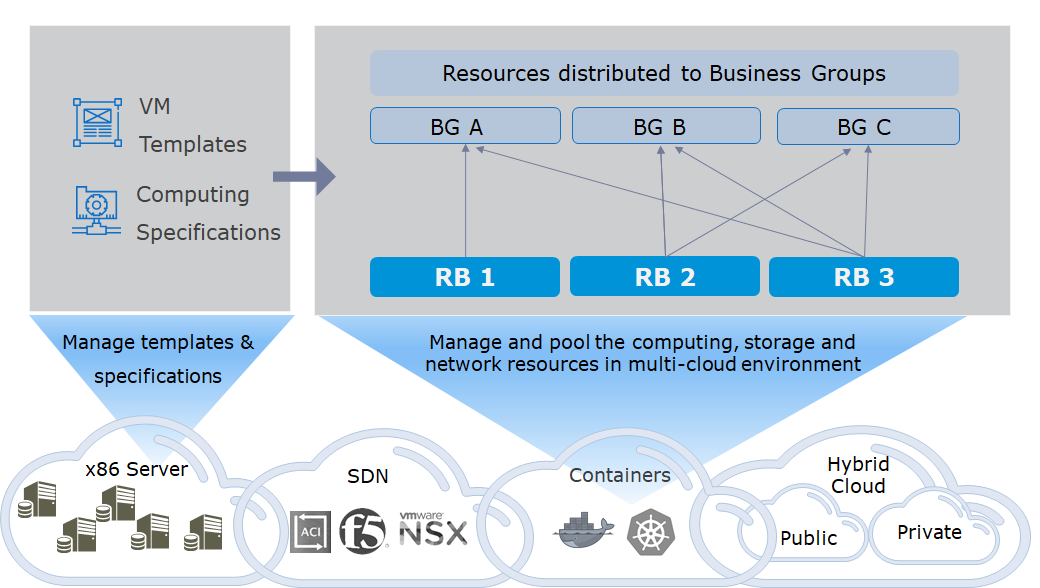 VM
Templates
Computing
Specifications
Resources distributed to Business Groups
BG A
BG B
BG C
RB 1
RB 2
RB 3
Manage templates &
specifications
Manage and pool the computing, storage and
network resources in multi-cloud environment
x86 Server
SDN
ACI
f5
vmware
NSX
Containers
Hybrid
Cloud
Public
Private